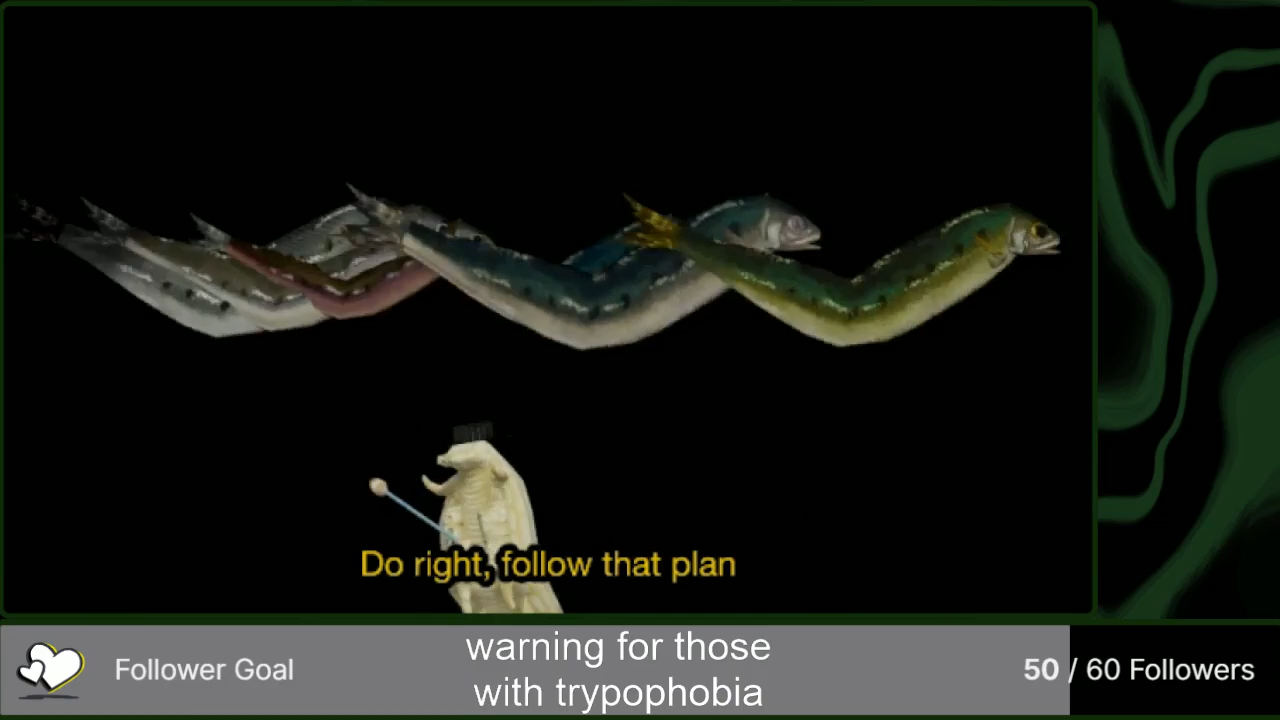 Do right, follow that plan
warning for those
with trypophobia
Follower Goal
50 / 60 Followers